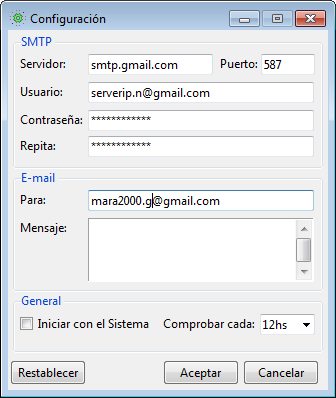 Configuración
SMTP
Servidor: smtp.gmail.com Puerto: 587
Usuario: serverip.n@gmail.com
Contraseña: ************
Repita: ************
E-mail
Para: mara2000.g@gmail.com
Mensaje:
General
Iniciar con el Sistema Comprobar cada: 12hs
Restablecer Aceptar Cancelar